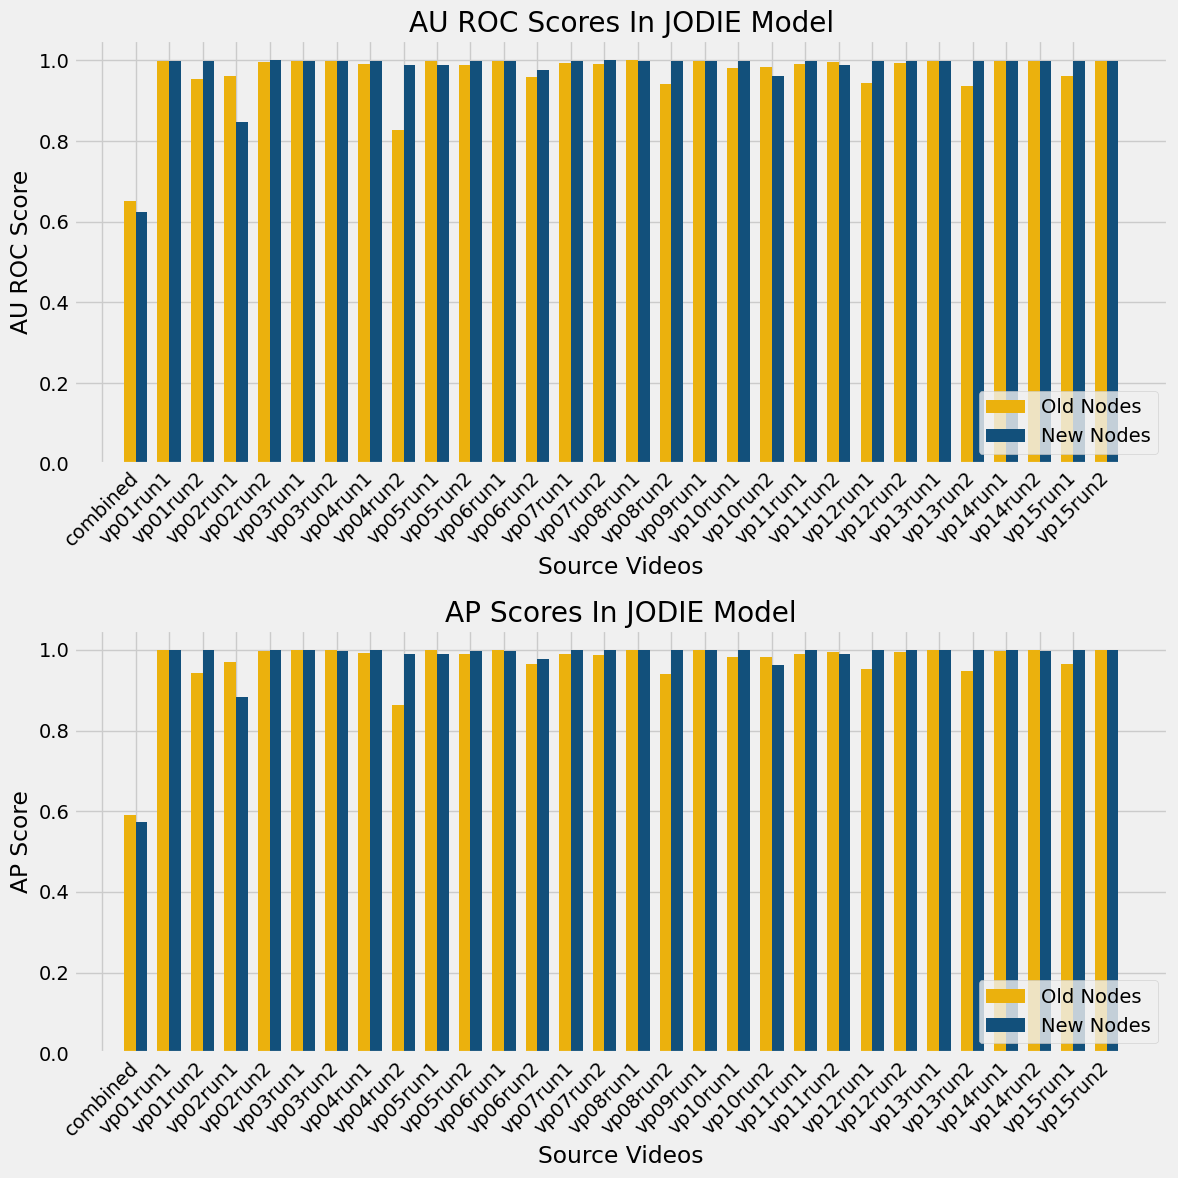 AU ROC Scores In JODIE Model
1.0
0.8
0.6
0.4
0.2
0.0
AU ROC Score
Old Nodes
New Nodes
combined
vp01run1
vp01run2
vp02run1
vp02run2
vp03run1
vp03run2
vp04run1
vp04run2
vp05run1
vp05run2
vp06run1
vp06run2
vp07run1
vp07run2
vp08run1
vp08run2
vp09run1
vp10run1
vp10run2
vp11run1
vp11run2
vp12run1
vp12run2
vp13run1
vp13run2
vp14run1
vp14run2
vp15run1
vp15run2
Source Videos
AP Scores In JODIE Model
1.0
0.8
0.6
0.4
0.2
0.0
AP Score
Old Nodes
New Nodes
combined
vp01run1
vp01run2
vp02run1
vp02run2
vp03run1
vp03run2
vp04run1
vp04run2
vp05run1
vp05run2
vp06run1
vp06run2
vp07run1
vp07run2
vp08run1
vp08run2
vp09run1
vp10run1
vp10run2
vp11run1
vp11run2
vp12run1
vp12run2
vp13run1
vp13run2
vp14run1
vp14run2
vp15run1
vp15run2
Source Videos